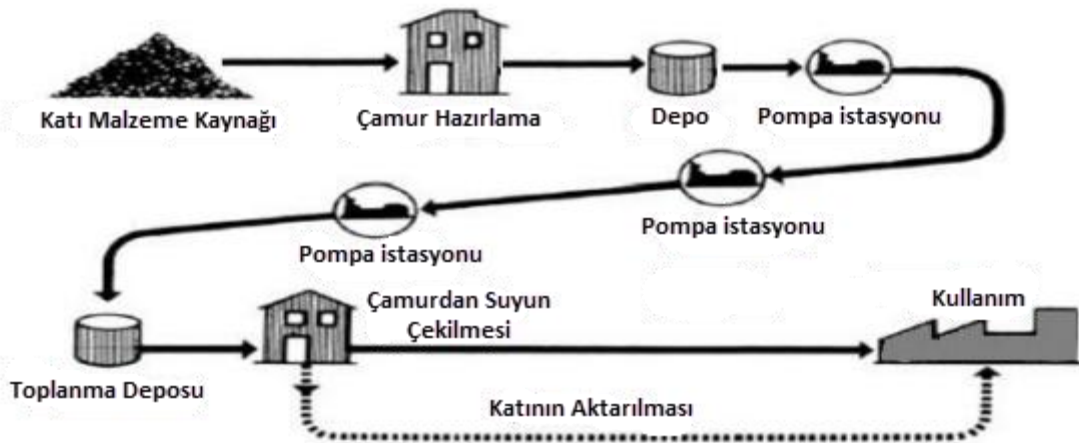 Katı Malzeme Kaynağı
Çamur Hazırlama
Depo
Pompa istasyonu
Pompa istasyonu
Pompa istasyonu
Toplanma Deposu
Çamurdan Suyun
Çekilmesi
Kullanım
Katının Aktarılması